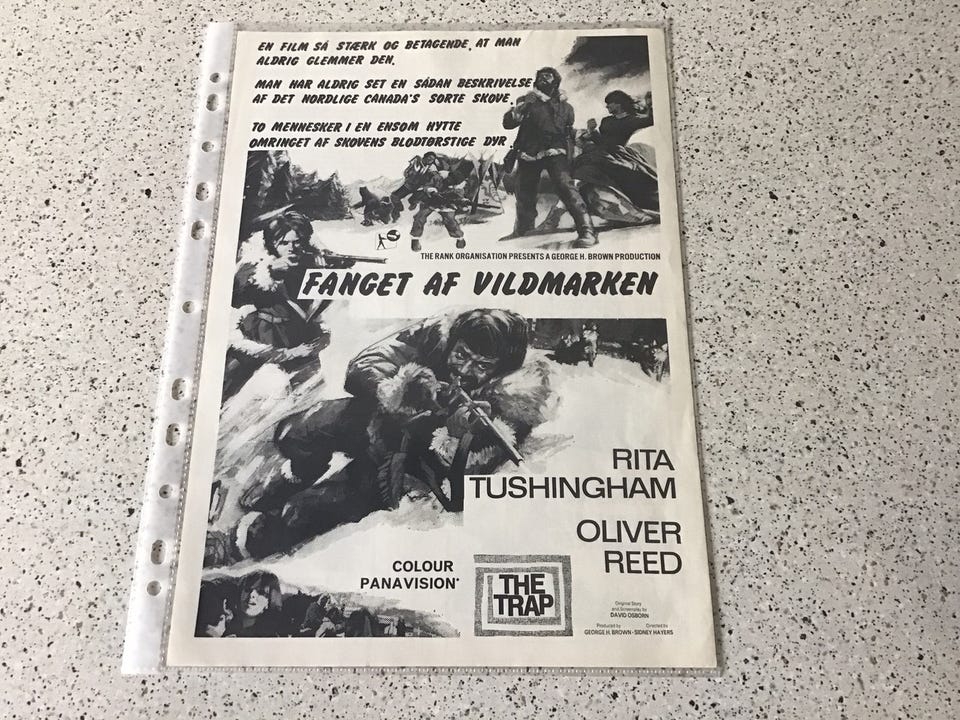 EN FILM SÅ STÆRK OG BETAGENDE, AT MAN
ALDRIG GLEMMER DEN.
MAN HAR ALDRIG SET EN SÅDAN BESKRIVELSE
AF DET NORDLIGE CANADA'S SORTE SKOVE.
TO MENNESKER I EN ENSOM HYTTE
OMRINGET AF SKOVENS BLODTØRSTIGE DYR.
THE RANK ORGANISATION PRESENTS A GEORGE H. BROWN PRODUCTION
FANGET AF VILDMARKEN
RITA
TUSHINGHAM
OLIVER
REED
COLOUR
PANAVISION*
THE
TRAP
Original Story
and Screenplay by
DAVID OSBORN
Produced by Directed by
GEORGE H. BROWN · SIDNEY HAYERS